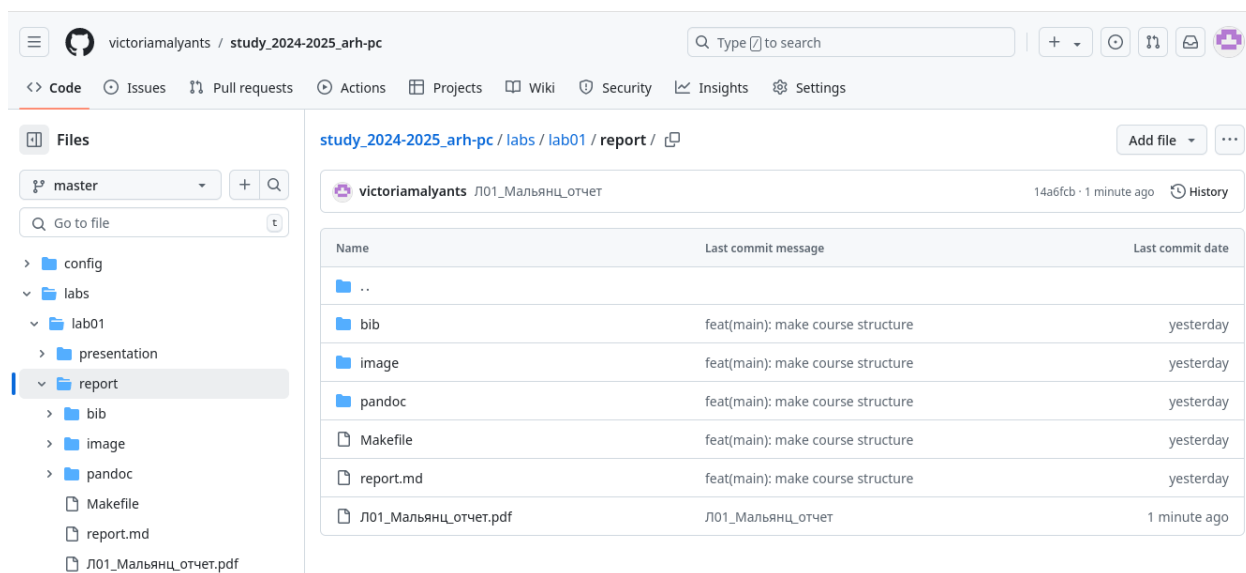 victoriamalyants / study_2024-2025_arh-pc
Type / to search
Code Issues Pull requests Actions Projects Wiki Security Insights Settings
Files
master
Go to file t
config
labs
lab01
presentation
report
bib
image
pandoc
Makefile
report.md
Л01_Мальянц_отчет.pdf
study_2024-2025_arh-pc / labs / lab01 / report /
Add file
victoriamalyants Л01_Мальянц_отчет 14a6fcb · 1 minute ago History
Name Last commit message Last commit date
..
bib feat(main): make course structure yesterday
image feat(main): make course structure yesterday
pandoc feat(main): make course structure yesterday
Makefile feat(main): make course structure yesterday
report.md feat(main): make course structure yesterday
Л01_Мальянц_отчет.pdf Л01_Мальянц_отчет 1 minute ago